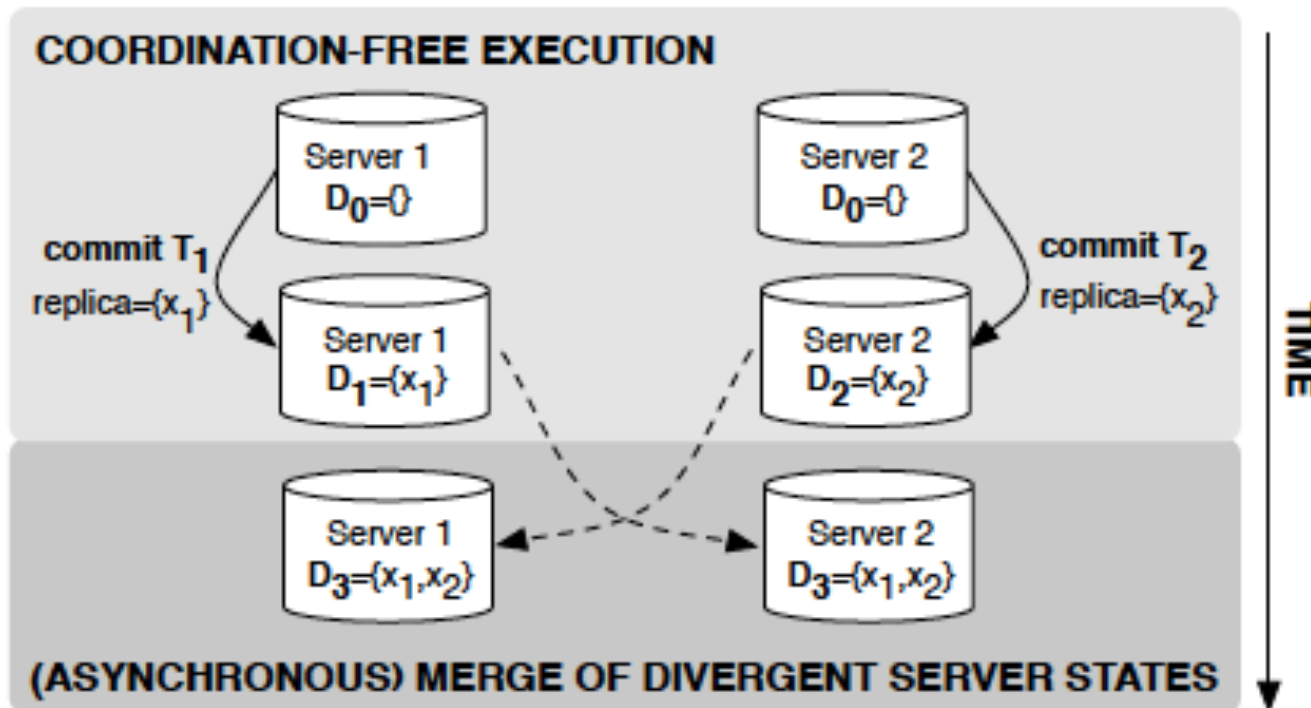 COORDINATION-FREE EXECUTION
Server 1
D₀={}
Server 2
D₀={}
commit T₁
replica={x₁}
commit T₂
replica={x₂}
Server 1
D₁={x₁}
Server 2
D₂={x₂}
TIME
Server 1
D₃={x₁,x₂}
Server 2
D₃={x₁,x₂}
(ASYNCHRONOUS) MERGE OF DIVERGENT SERVER STATES